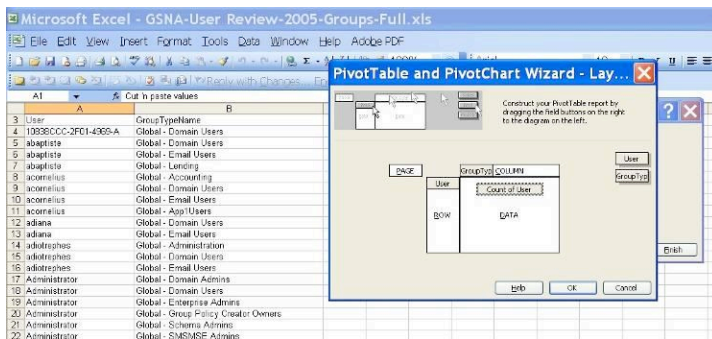 Microsoft Excel - GSNA-User Review-2005-Groups-Full.xls
File Edit View Insert Format Tools Data Window Help Adobe PDF
Reply with Changes...
A1 fx Cut 'n paste values
A B
3 User GroupTypeName
4 10838CCC-2F01-4969-A Global - Domain Users
5 abaptiste Global - Domain Users
6 abaptiste Global - Email Users
7 abaptiste Global - Lending
8 acornelius Global - Accounting
9 acornelius Global - Domain Users
10 acornelius Global - Email Users
11 acornelius Global - App1Users
12 adiana Global - Domain Users
13 adiana Global - Email Users
14 adiotrephes Global - Administration
15 adiotrephes Global - Domain Users
16 adiotrephes Global - Email Users
17 Administrator Global - Domain Admins
18 Administrator Global - Domain Users
19 Administrator Global - Enterprise Admins
20 Administrator Global - Group Policy Creator Owners
21 Administrator Global - Schema Admins
22 Administrator Global - SMSMSE Admins
PivotTable and PivotChart Wizard - Lay...
Construct your PivotTable report by
dragging the field buttons on the right
to the diagram on the left.
PAGE
GroupTyp COLUMN
User
Count of User
ROW
DATA
User
GroupTyp
Help OK Cancel
Finish